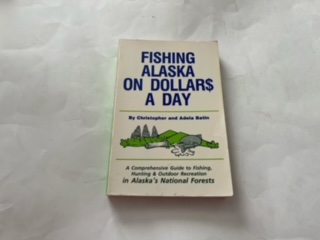 FISHING
ALASKA
ON DOLLAR$
A DAY
By Christopher and Adela Batin
A Comprehensive Guide to Fishing,
Hunting & Outdoor Recreation
in Alaska's National Forests